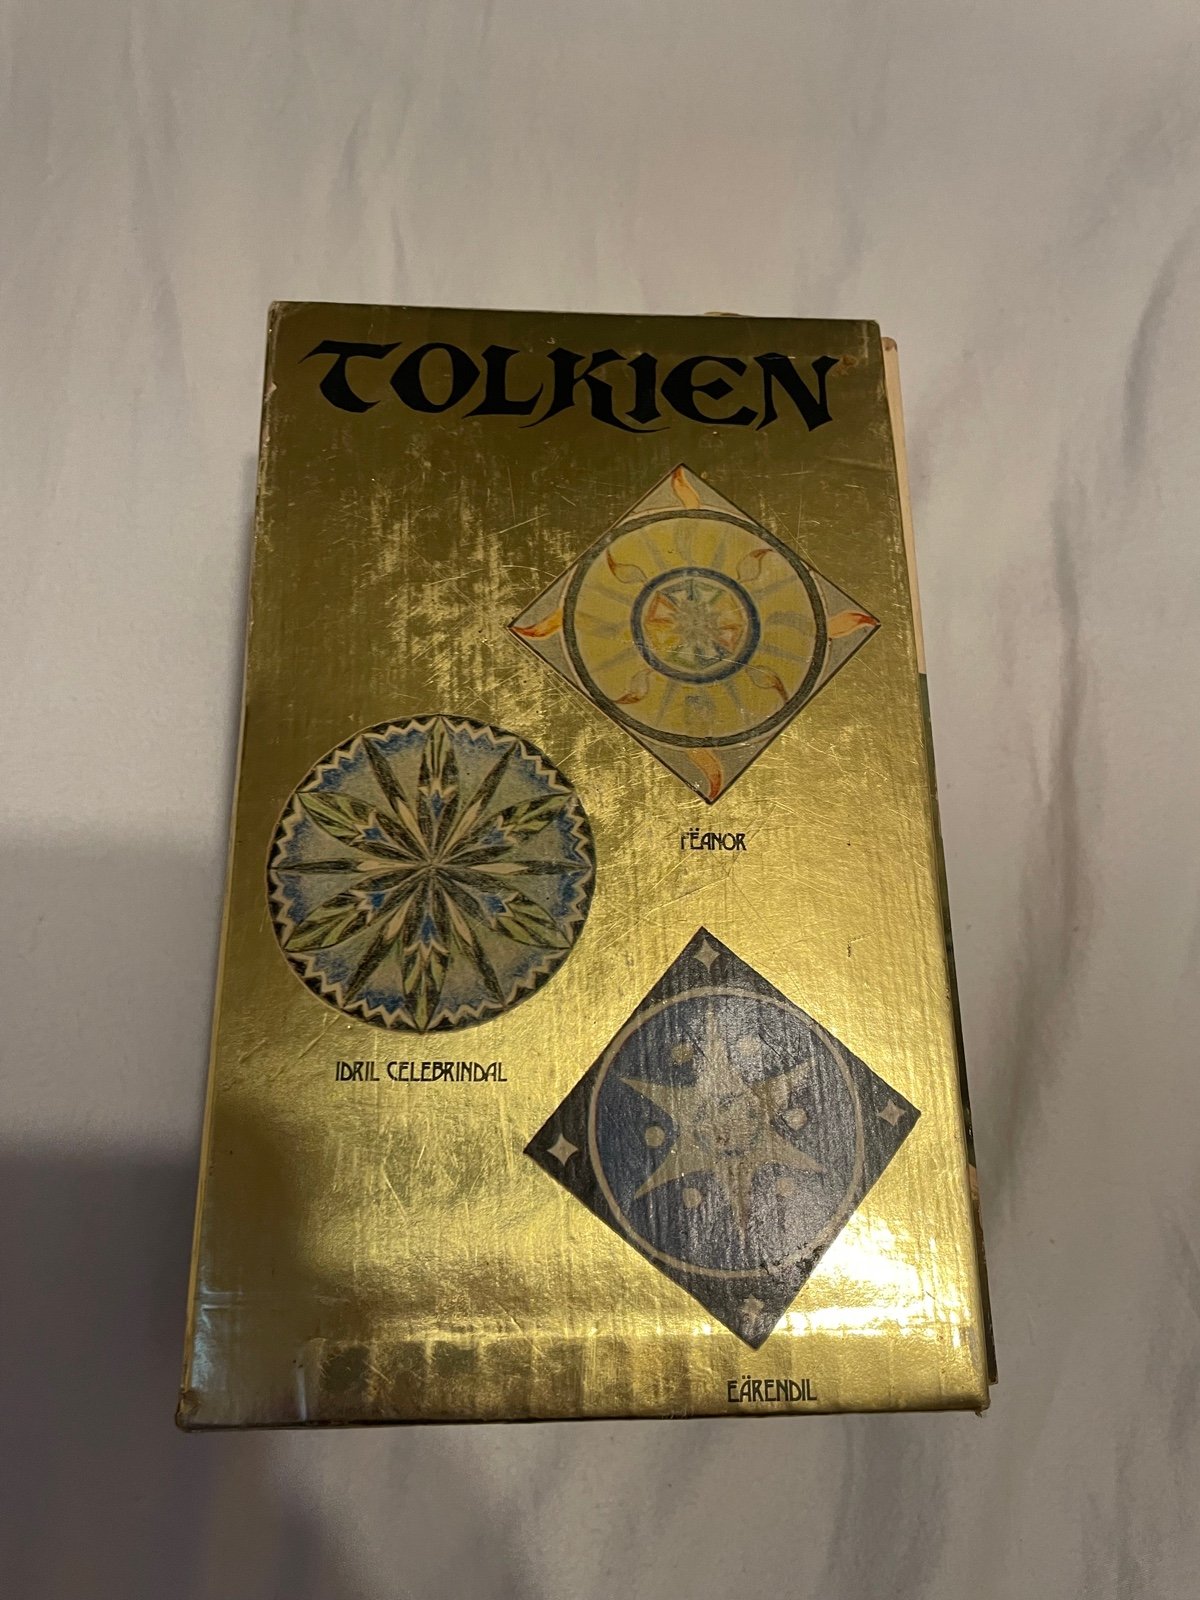 TOLKIEN
FËANOR
IDRIL CELEBRINDAL
EÄRENDIL